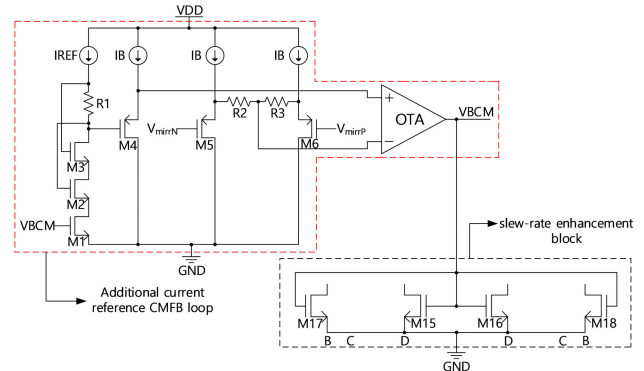 VDD
IREF IB IB IB
R1
R2 R3
+
OTA
VBCM
−
M4 VmirrN M5 M6 VmirrP
M3
M2
VBCM M1
GND
Additional current
reference CMFB loop
slew-rate enhancement
block
M17 M15 M16 M18
B C D D C B
GND